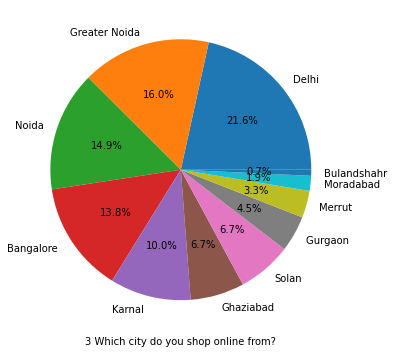 Greater Noida
Delhi
16.0%
21.6%
Noida
14.9%
0.7%
Bulandshahr
1.9%
Moradabad
3.3%
Merrut
13.8%
4.5%
6.7%
Gurgaon
Bangalore
10.0%
6.7%
Solan
Karnal
Ghaziabad
3 Which city do you shop online from?